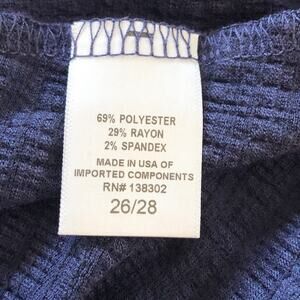 69% POLYESTER
29% RAYON
2% SPANDEX
MADE IN USA OF
IMPORTED COMPONENTS
RN# 138302
26/28